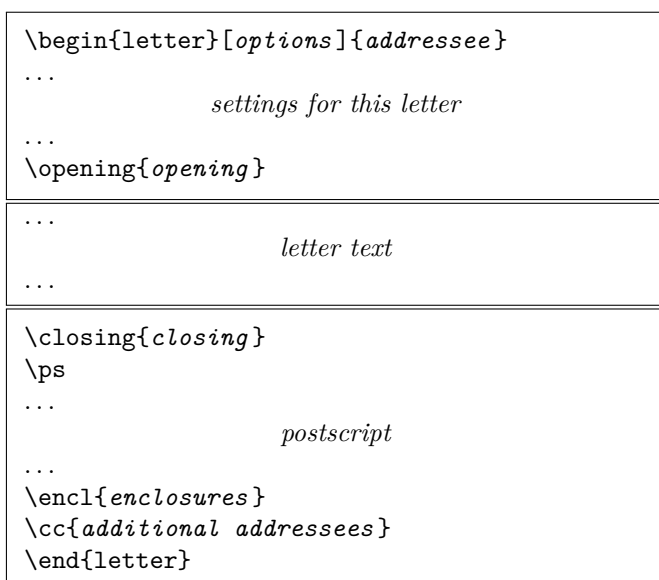 \begin{letter}[options]{addressee}
...
settings for this letter
...
\opening{opening}
...
letter text
...
\closing{closing}
\ps
...
postscript
...
\encl{enclosures}
\cc{additional addressees}
\end{letter}